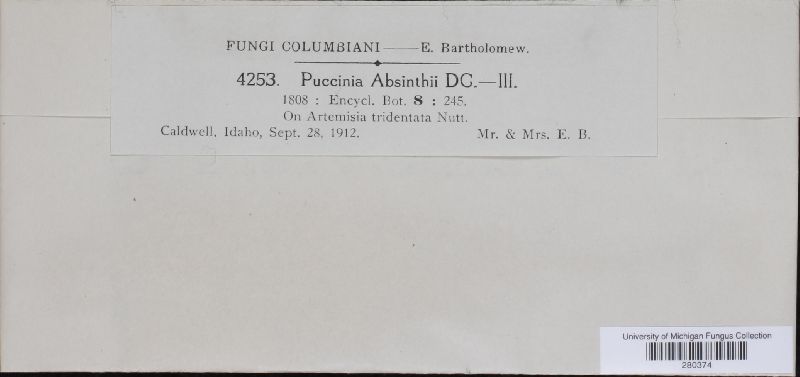 FUNGI COLUMBIANI——E. Bartholomew.
4253. Puccinia Absinthii DC.—III.
1808 : Encycl. Bot. 8 : 245.
On Artemisia tridentata Nutt.
Caldwell, Idaho, Sept. 28, 1912. Mr. & Mrs. E. B.
University of Michigan Fungus Collection
280374